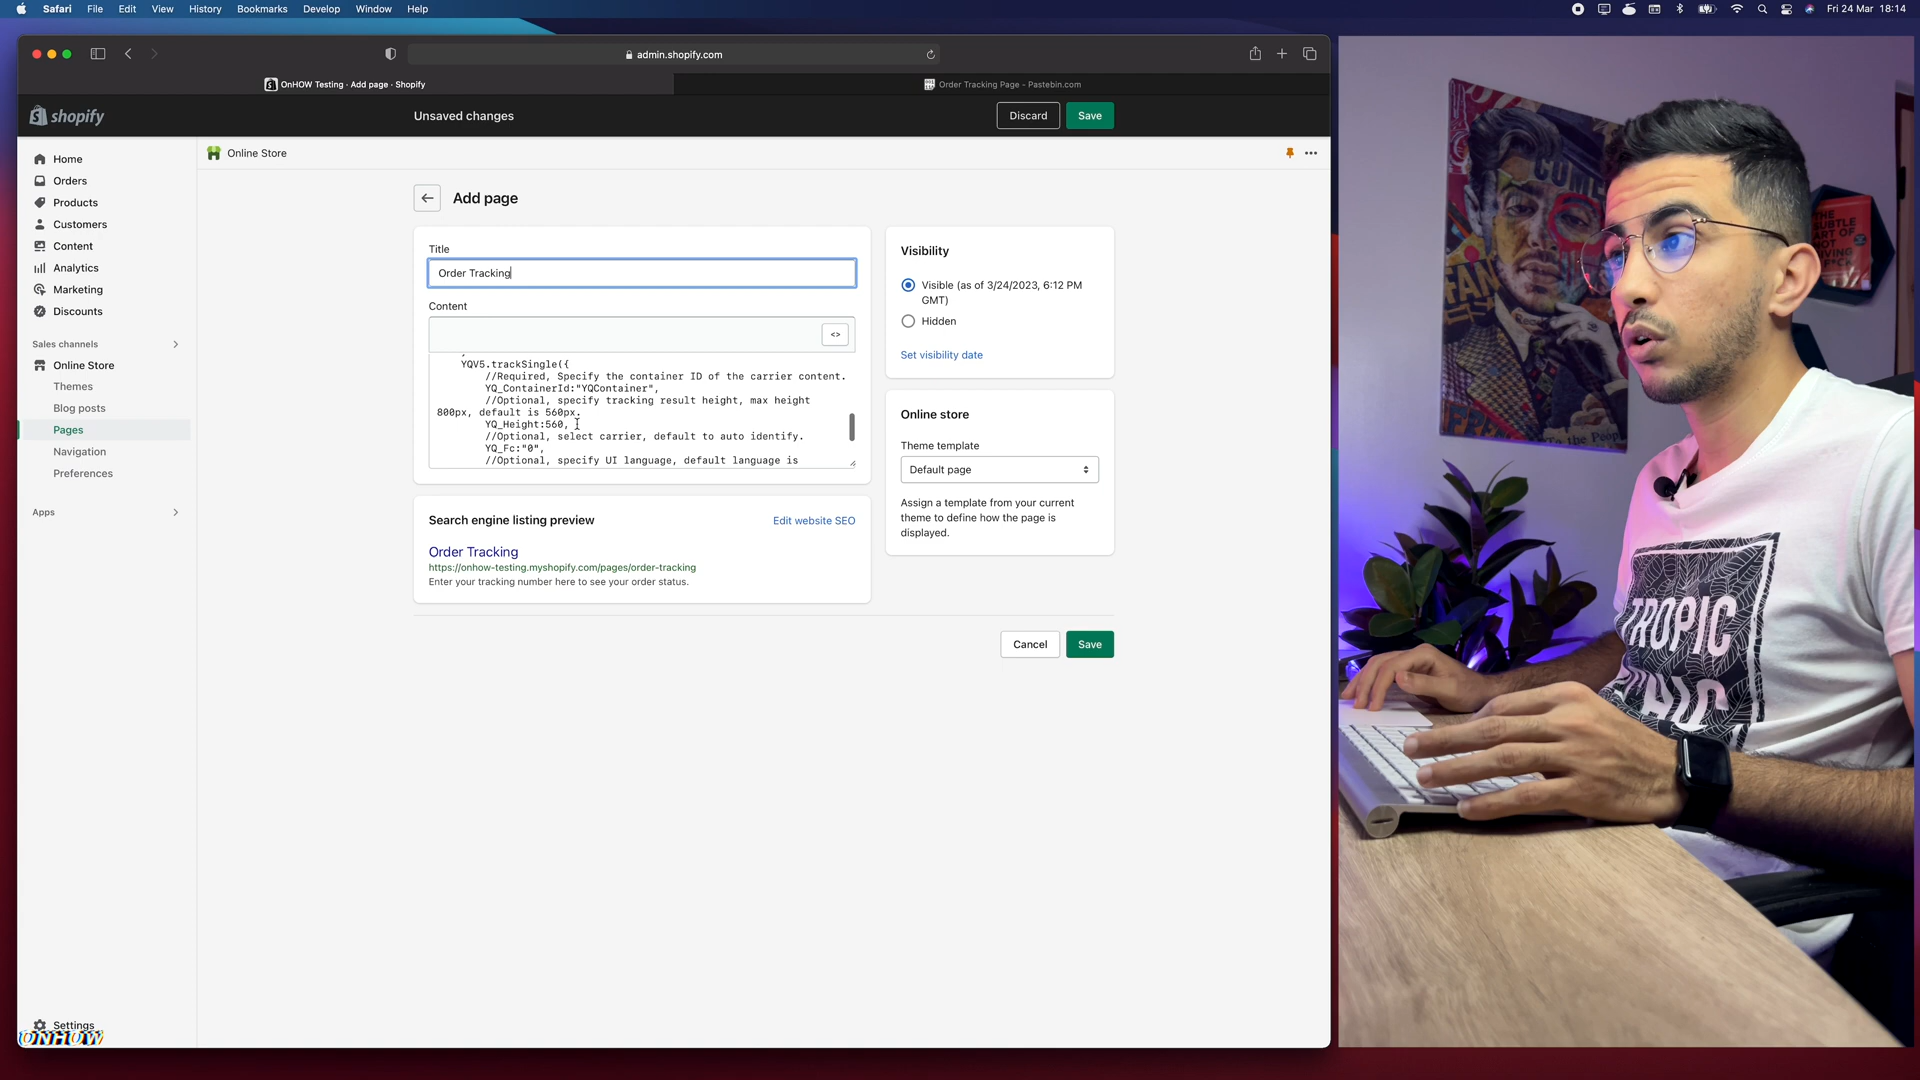 Safari File Edit View History Bookmarks Develop Window Help
Fri 24 Mar 18:14
admin.shopify.com
OnHOW Testing · Add page · Shopify
Order Tracking Page - Pastebin.com
shopify
Unsaved changes
Discard
Save
Home
Orders
Products
Customers
Content
Analytics
Marketing
Discounts
Sales channels
Online Store
Themes
Blog posts
Pages
Navigation
Preferences
Apps
Settings
ONHOW
Online Store
Add page
Title
Order Tracking
Content
<>
YQV5.trackSingle({
//Required, Specify the container ID of the carrier content.
YQ_ContainerId:"YQContainer",
//Optional, specify tracking result height, max height
800px, default is 560px.
YQ_Height:560,
//Optional, select carrier, default to auto identify.
YQ_Fc:"0",
//Optional, specify UI language, default language is
Search engine listing preview
Edit website SEO
Order Tracking
https://onhow-testing.myshopify.com/pages/order-tracking
Enter your tracking number here to see your order status.
Visibility
Visible (as of 3/24/2023, 6:12 PM
GMT)
Hidden
Set visibility date
Online store
Theme template
Default page
Assign a template from your current
theme to define how the page is
displayed.
Cancel
Save
THE
SUBTLE
ART OF
NOT
GIVING
A F*CK
TROPIC